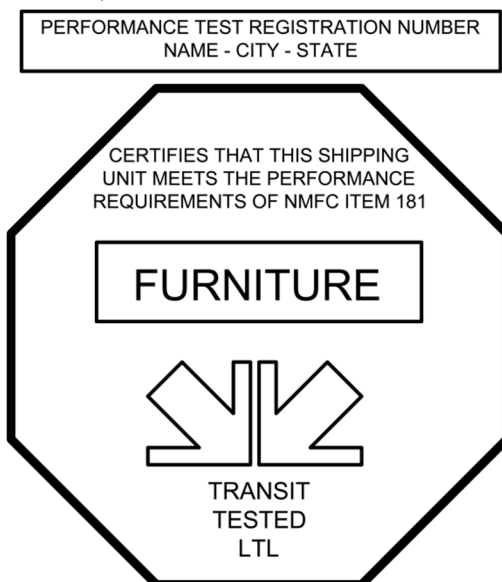 PERFORMANCE TEST REGISTRATION NUMBER
NAME - CITY - STATE
CERTIFIES THAT THIS SHIPPING
UNIT MEETS THE PERFORMANCE
REQUIREMENTS OF NMFC ITEM 181
FURNITURE
TRANSIT
TESTED
LTL